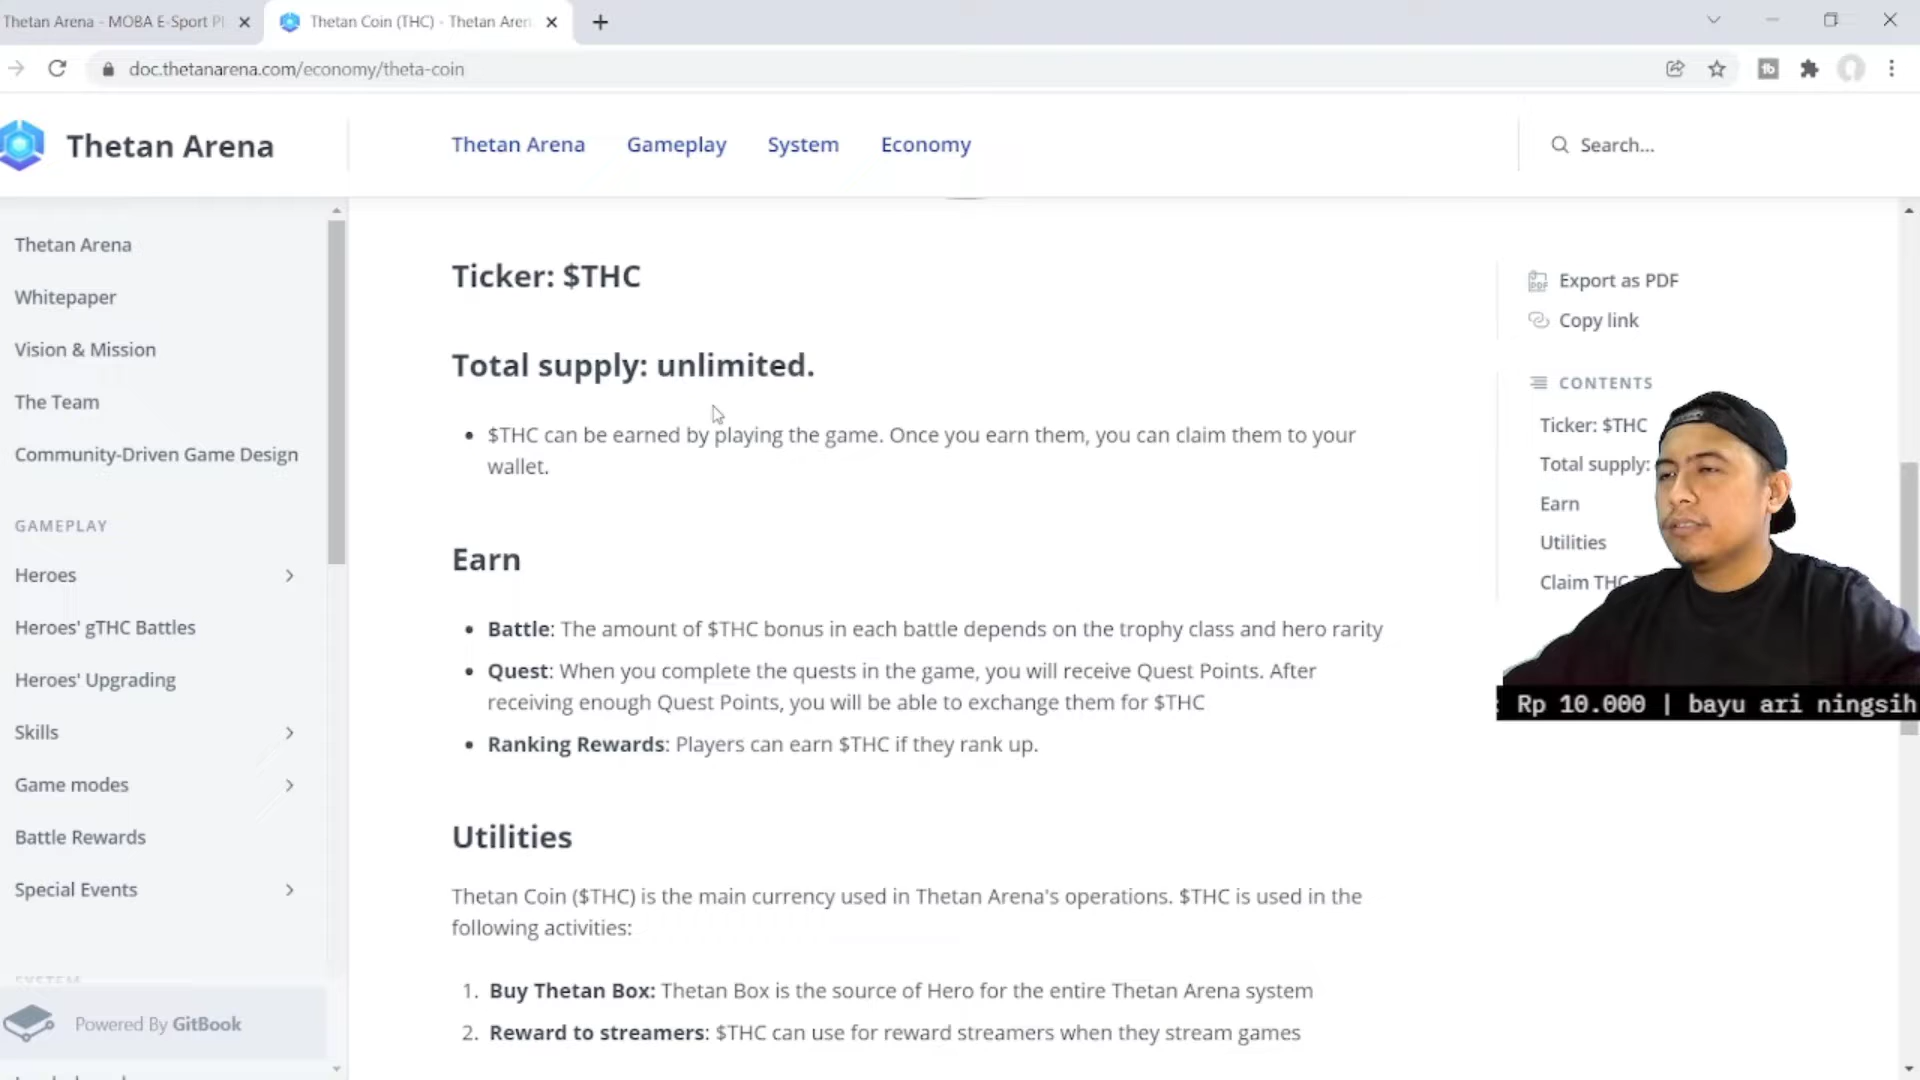 Thetan Arena - MOBA E-Sport Pl
Thetan Coin (THC) - Thetan Aren
doc.thetanarena.com/economy/theta-coin
Thetan Arena
Thetan Arena
Gameplay
System
Economy
Search...
Thetan Arena
Whitepaper
Vision & Mission
The Team
Community-Driven Game Design
GAMEPLAY
Heroes
Heroes' gTHC Battles
Heroes' Upgrading
Skills
Game modes
Battle Rewards
Special Events
SYSTEM
Powered By GitBook
Ticker: $THC
Total supply: unlimited.
• $THC can be earned by playing the game. Once you earn them, you can claim them to your
wallet.
Earn
• Battle: The amount of $THC bonus in each battle depends on the trophy class and hero rarity
• Quest: When you complete the quests in the game, you will receive Quest Points. After
receiving enough Quest Points, you will be able to exchange them for $THC
• Ranking Rewards: Players can earn $THC if they rank up.
Utilities
Thetan Coin ($THC) is the main currency used in Thetan Arena's operations. $THC is used in the
following activities:
1. Buy Thetan Box: Thetan Box is the source of Hero for the entire Thetan Arena system
2. Reward to streamers: $THC can use for reward streamers when they stream games
PDF
Export as PDF
Copy link
CONTENTS
Ticker: $THC
Total supply:
Earn
Utilities
Claim THC
: Rp 10.000 | bayu ari ningsih